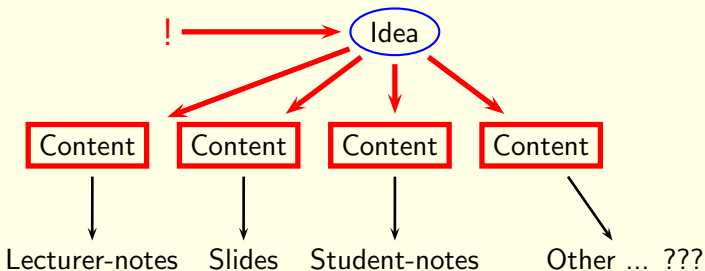 ! Idea
Content Content Content Content
Lecturer-notes Slides Student-notes Other ... ???